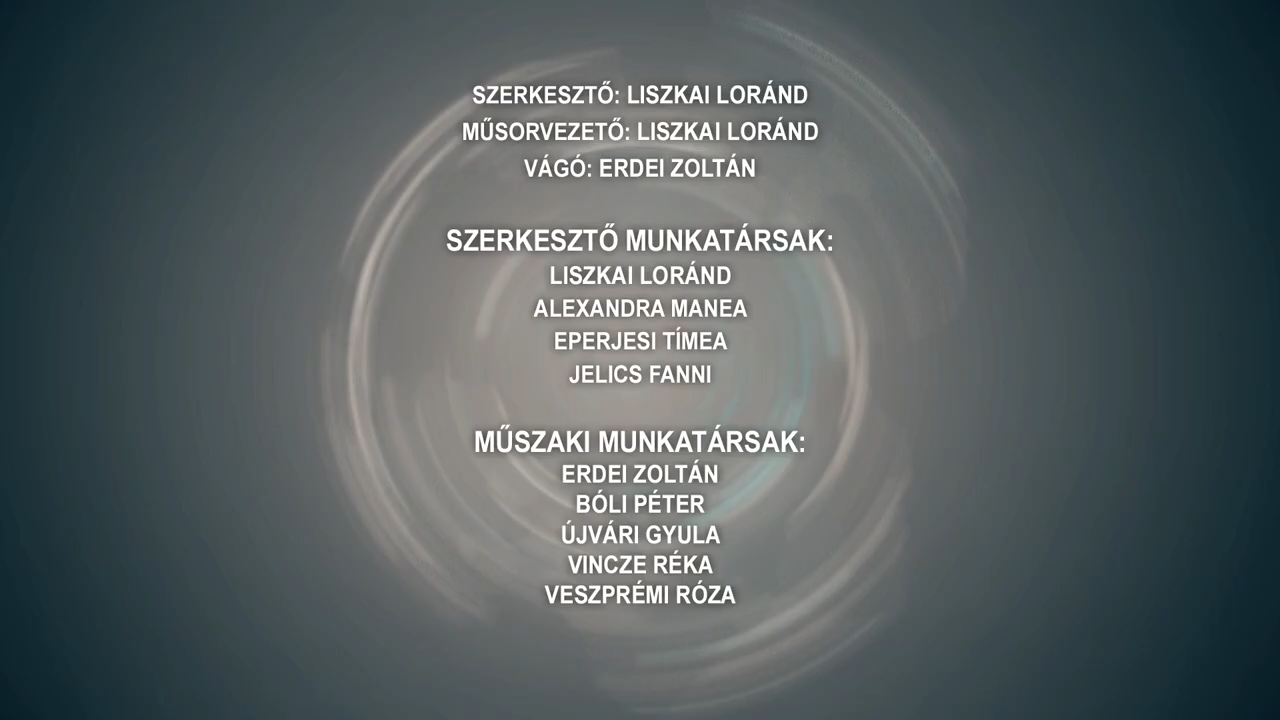 SZERKESZTŐ: LISZKAI LORÁND
MŰSORVEZETŐ: LISZKAI LORÁND
VÁGÓ: ERDEI ZOLTÁN
SZERKESZTŐ MUNKATÁRSAK:
LISZKAI LORÁND
ALEXANDRA MANEA
EPERJESI TÍMEA
JELICS FANNI
MŰSZAKI MUNKATÁRSAK:
ERDEI ZOLTÁN
BÓLI PÉTER
ÚJVÁRI GYULA
VINCZE RÉKA
VESZPRÉMI RÓZA